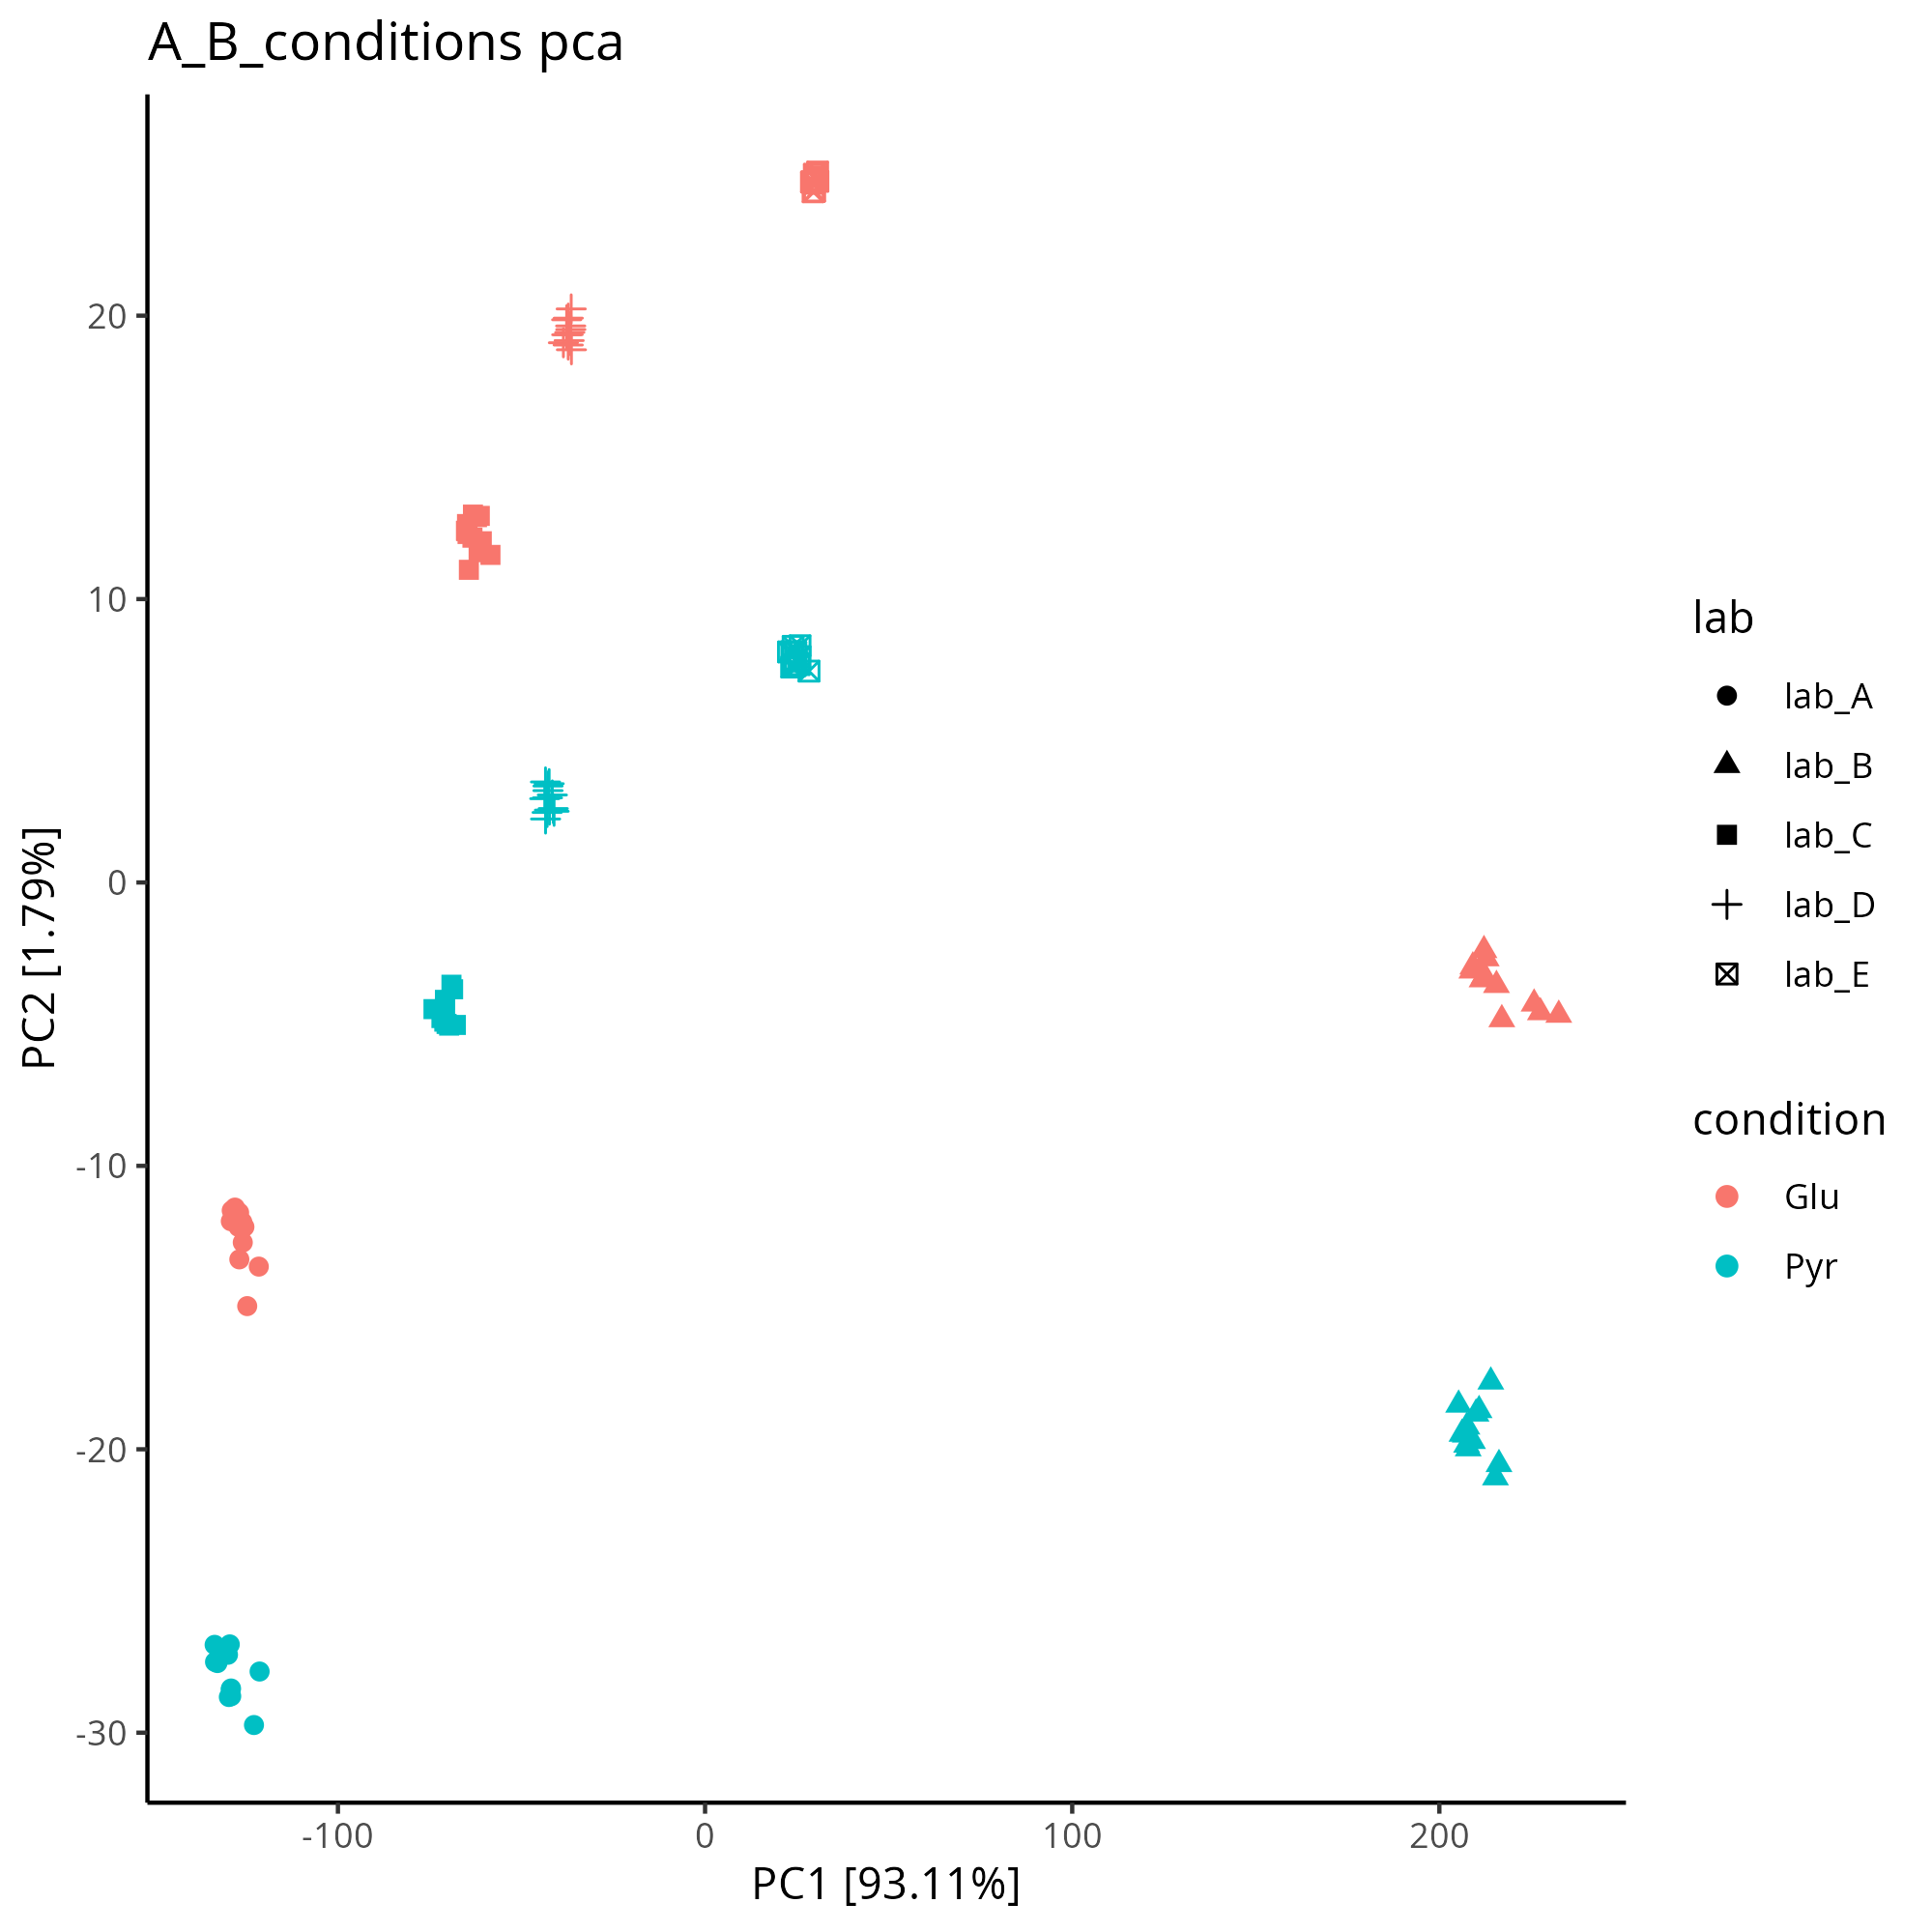 A_B_conditions pca
20
10
0
-10
-20
-30
PC2 [1.79%]
-100
0
100
200
PC1 [93.11%]
lab
lab_A
lab_B
lab_C
lab_D
lab_E
condition
Glu
Pyr